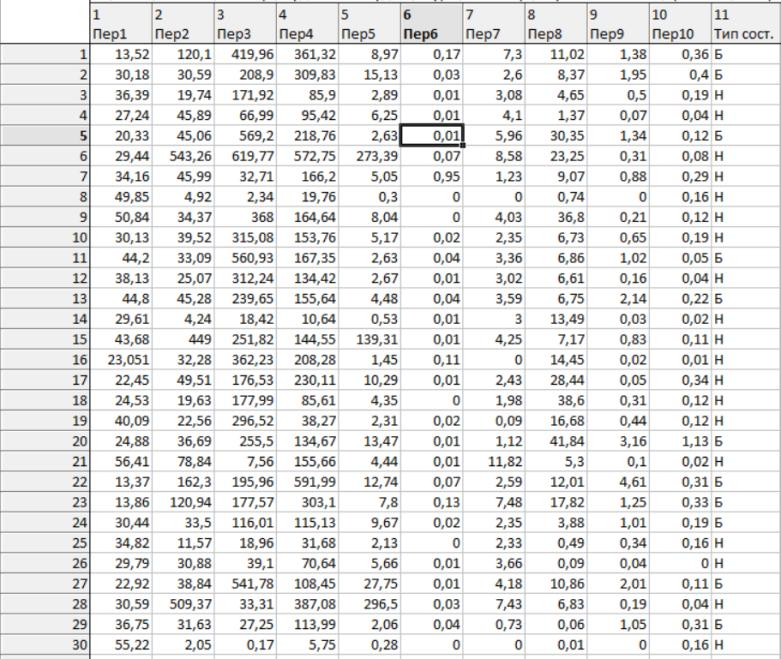 1 2 3 4 5 6 7 8 9 10 11
Пер1 Пер2 Пер3 Пер4 Пер5 Пер6 Пер7 Пер8 Пер9 Пер10 Тип сост.
1 13,52 120,1 419,96 361,32 8,97 0,17 7,3 11,02 1,38 0,36 Б
2 30,18 30,59 208,9 309,83 15,13 0,03 2,6 8,37 1,95 0,4 Б
3 36,39 19,74 171,92 85,9 2,89 0,01 3,08 4,65 0,5 0,19 Н
4 27,24 45,89 66,99 95,42 6,25 0,01 4,1 1,37 0,07 0,04 Н
5 20,33 45,06 569,2 218,76 2,63 0,01 5,96 30,35 1,34 0,12 Б
6 29,44 543,26 619,77 572,75 273,39 0,07 8,58 23,25 0,31 0,08 Н
7 34,16 45,99 32,71 166,2 5,05 0,95 1,23 9,07 0,88 0,29 Н
8 49,85 4,92 2,34 19,76 0,3 0 0 0,74 0 0,16 Н
9 50,84 34,37 368 164,64 8,04 0 4,03 36,8 0,21 0,12 Н
10 30,13 39,52 315,08 153,76 5,17 0,02 2,35 6,73 0,65 0,19 Н
11 44,2 33,09 560,93 167,35 2,63 0,04 3,36 6,86 1,02 0,05 Б
12 38,13 25,07 312,24 134,42 2,67 0,01 3,02 6,61 0,16 0,04 Н
13 44,8 45,28 239,65 155,64 4,48 0,04 3,59 6,75 2,14 0,22 Б
14 29,61 4,24 18,42 10,64 0,53 0,01 3 13,49 0,03 0,02 Н
15 43,68 449 251,82 144,55 139,31 0,01 4,25 7,17 0,83 0,11 Н
16 23,051 32,28 362,23 208,28 1,45 0,11 0 14,45 0,02 0,01 Н
17 22,45 49,51 176,53 230,11 10,29 0,01 2,43 28,44 0,05 0,34 Н
18 24,53 19,63 177,99 85,61 4,35 0 1,98 38,6 0,31 0,12 Н
19 40,09 22,56 296,52 38,27 2,31 0,02 0,09 16,68 0,44 0,12 Н
20 24,88 36,69 255,5 134,67 13,47 0,01 1,12 41,84 3,16 1,13 Б
21 56,41 78,84 7,56 155,66 4,44 0,01 11,82 5,3 0,1 0,02 Н
22 13,37 162,3 195,96 591,99 12,74 0,07 2,59 12,01 4,61 0,31 Б
23 13,86 120,94 177,57 303,1 7,8 0,13 7,48 17,82 1,25 0,33 Б
24 30,44 33,5 116,01 115,13 9,67 0,02 2,35 3,88 1,01 0,19 Б
25 34,82 11,57 18,96 31,68 2,13 0 2,33 0,49 0,34 0,16 Н
26 29,79 30,88 39,1 70,64 5,66 0,01 3,66 0,09 0,04 0 Н
27 22,92 38,84 541,78 108,45 27,75 0,01 4,18 10,86 2,01 0,11 Б
28 30,59 509,37 33,31 387,08 296,5 0,03 7,43 6,83 0,19 0,04 Н
29 36,75 31,63 27,25 113,99 2,06 0,04 0,73 0,06 1,05 0,31 Б
30 55,22 2,05 0,17 5,75 0,28 0 0 0,01 0 0,16 Н